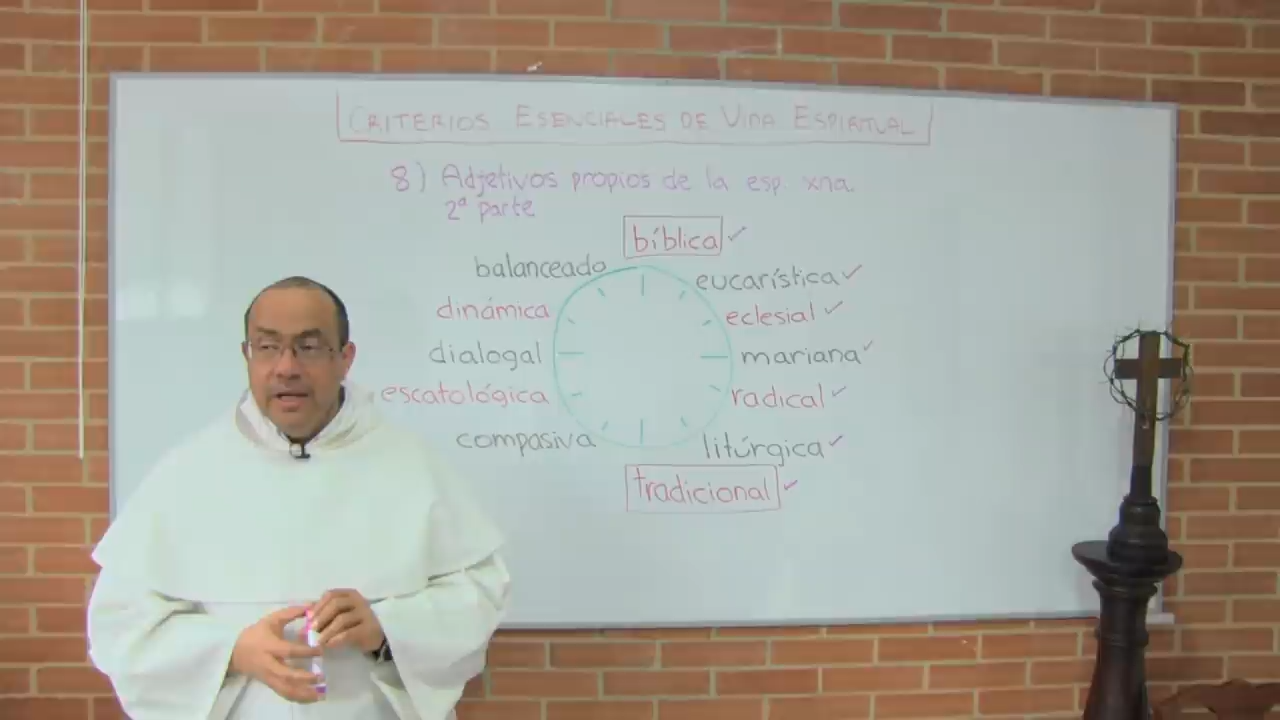 CRITERIOS ESENCIALES DE VIDA ESPIRITUAL
8) Adjetivos propios de la esp. xna.
2ª parte
bíblica ✓
eucarística ✓
eclesial ✓
mariana ✓
radical ✓
litúrgica ✓
tradicional ✓
compasiva
escatológica
dialogal
dinámica
balanceado